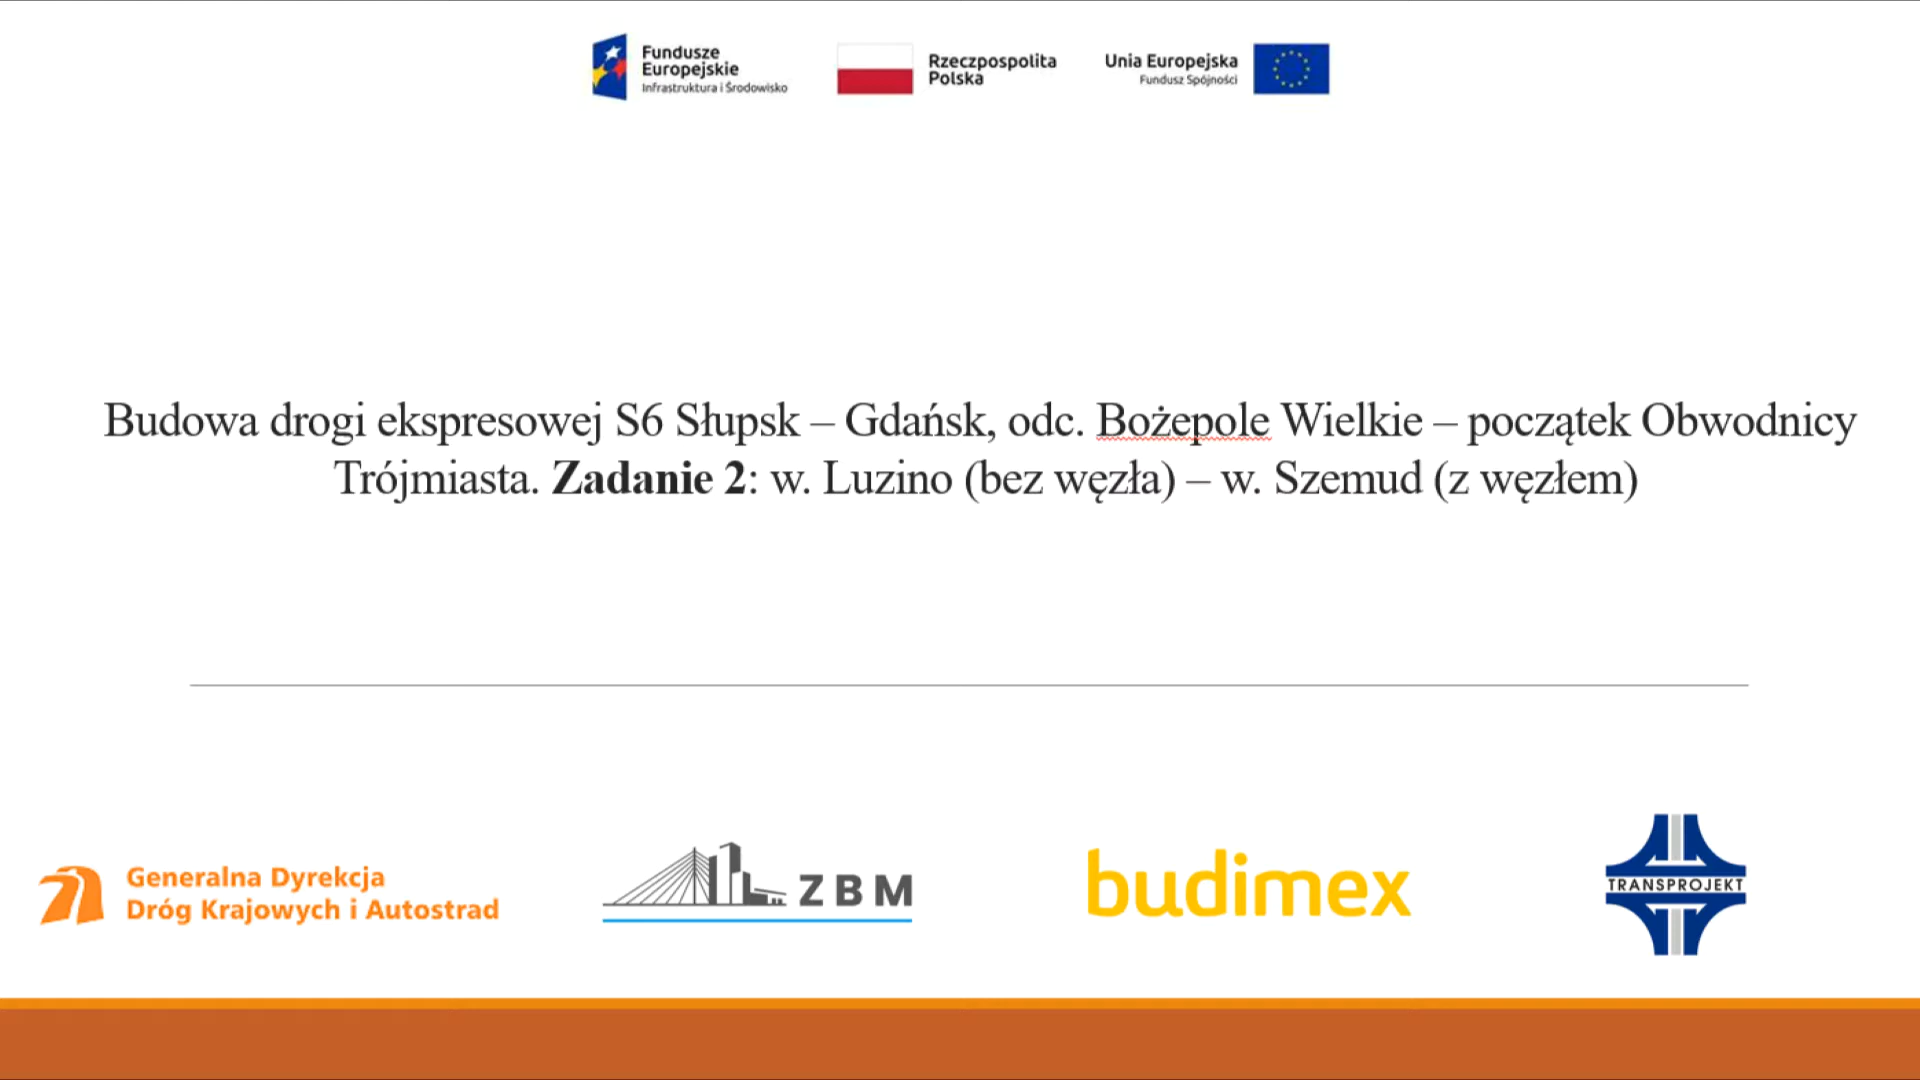 Fundusze
Europejskie
Infrastruktura i Środowisko
Rzeczpospolita
Polska
Unia Europejska
Fundusz Spójności
Budowa drogi ekspresowej S6 Słupsk – Gdańsk, odc. Bożepole Wielkie – początek Obwodnicy
Trójmiasta. Zadanie 2: w. Luzino (bez węzła) – w. Szemud (z węzłem)
Generalna Dyrekcja
Dróg Krajowych i Autostrad
ZBM
budimex
TRANSPROJEKT